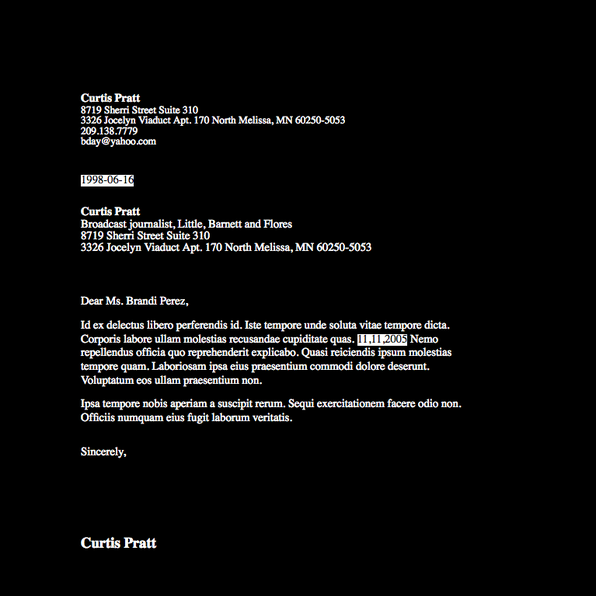 Curtis Pratt
8719 Sherri Street Suite 310
3326 Jocelyn Viaduct Apt. 170 North Melissa, MN 60250-5053
209.138.7779
bday@yahoo.com
1998-06-16
Curtis Pratt
Broadcast journalist, Little, Barnett and Flores
8719 Sherri Street Suite 310
3326 Jocelyn Viaduct Apt. 170 North Melissa, MN 60250-5053
Dear Ms. Brandi Perez,
Id ex delectus libero perferendis id. Iste tempore unde soluta vitae tempore dicta.
Corporis labore ullam molestias recusandae cupiditate quas. 11,11,2005 Nemo
repellendus officia quo reprehenderit explicabo. Quasi reiciendis ipsum molestias
tempore quam. Laboriosam ipsa eius praesentium commodi dolore deserunt.
Voluptatum eos ullam praesentium non.
Ipsa tempore nobis aperiam a suscipit rerum. Sequi exercitationem facere odio non.
Officiis numquam eius fugit laborum veritatis.
Sincerely,
Curtis Pratt